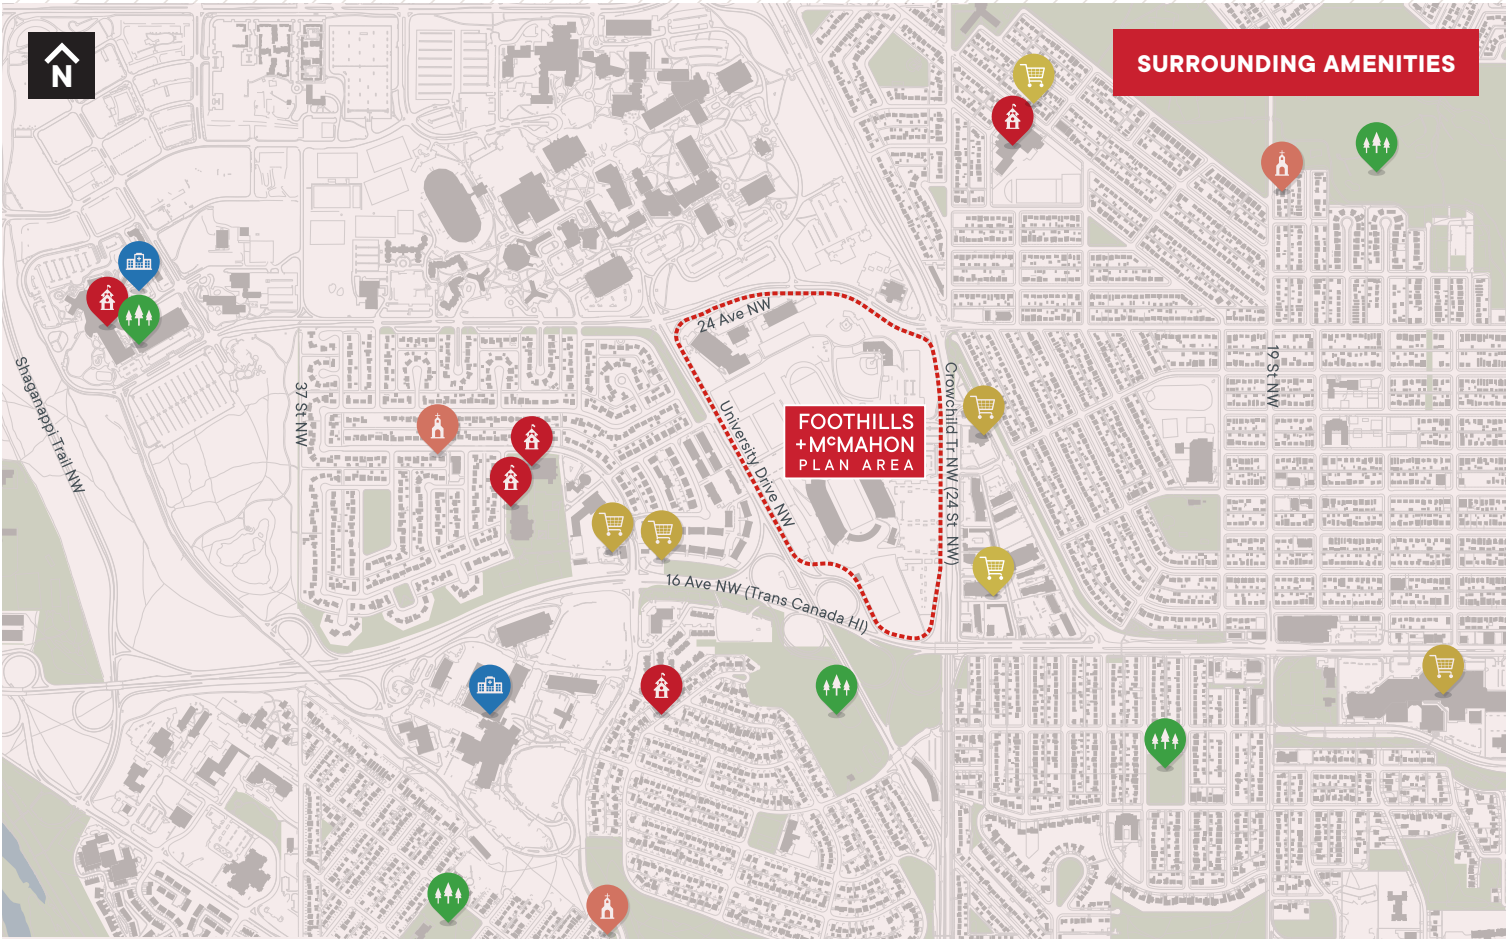 N
SURROUNDING AMENITIES
24 Ave NW
Shaganappi Trail NW
37 St NW
University Drive NW
FOOTHILLS
+McMAHON
PLAN AREA
Crowchild Tr NW (24 St NW)
19 St NW
16 Ave NW (Trans Canada HI)